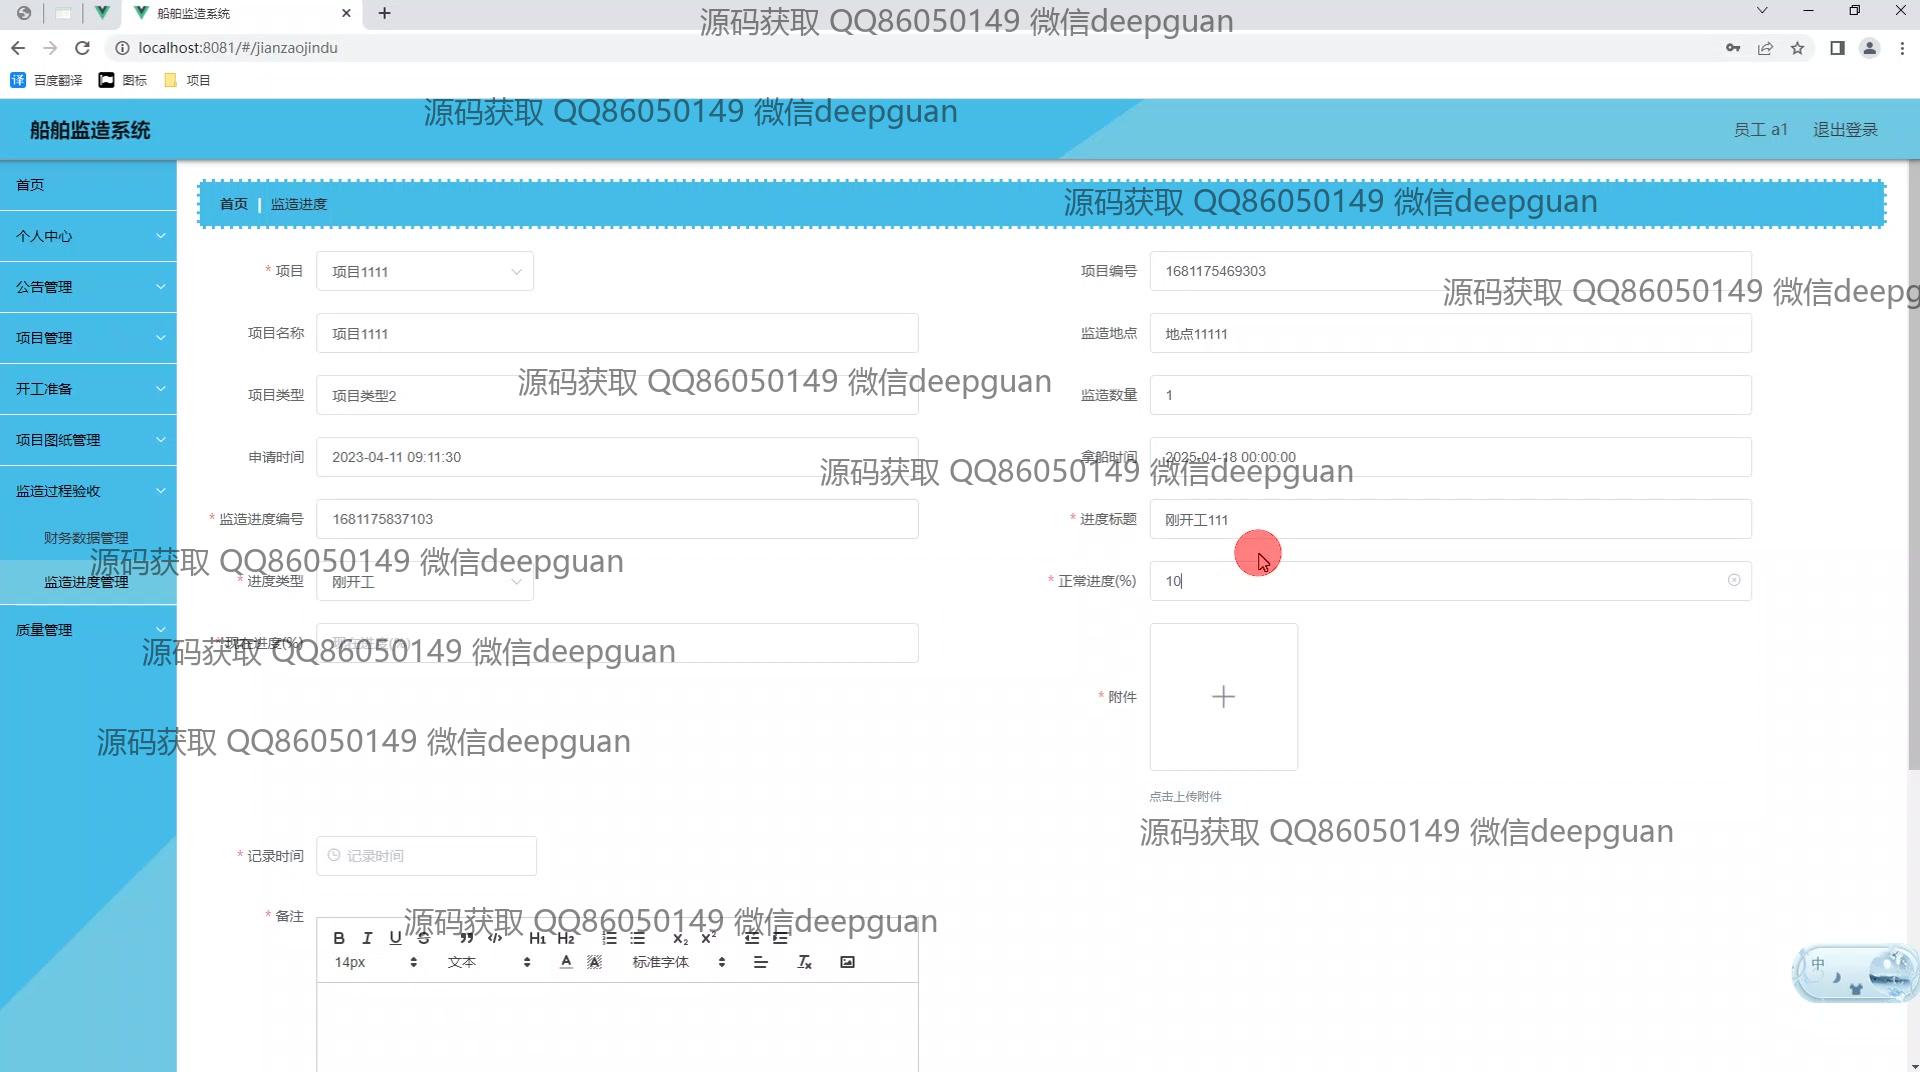 船舶监造系统
源码获取 QQ86050149 微信deepguan
localhost:8081/#/jianzaojindu
百度翻译 图标 项目
源码获取 QQ86050149 微信deepguan
船舶监造系统
员工 a1 退出登录
首页
首页 | 监造进度
源码获取 QQ86050149 微信deepguan
个人中心
* 项目 项目1111
项目编号 1681175469303
公告管理
源码获取 QQ86050149 微信deepg
项目管理
项目名称 项目1111
监造地点 地点11111
开工准备
源码获取 QQ86050149 微信deepguan
项目类型 项目类型2
监造数量 1
项目图纸管理
申请时间 2023-04-11 09:11:30
拿船时间 2025-04-18 00:00:00
源码获取 QQ86050149 微信deepguan
监造过程验收
* 监造进度编号 1681175837103
* 进度标题 刚开工111
财务数据管理
源码获取 QQ86050149 微信deepguan
监造进度管理
* 进度类型 刚开工
* 正常进度(%) 10
质量管理
* 现在进度(%) 现在进度(%)
源码获取 QQ86050149 微信deepguan
* 附件
源码获取 QQ86050149 微信deepguan
点击上传附件
源码获取 QQ86050149 微信deepguan
* 记录时间 记录时间
* 备注
源码获取 QQ86050149 微信deepguan
B I U S H1 H2 X2 X2
14px 文本 A A 标准字体 Tx
中